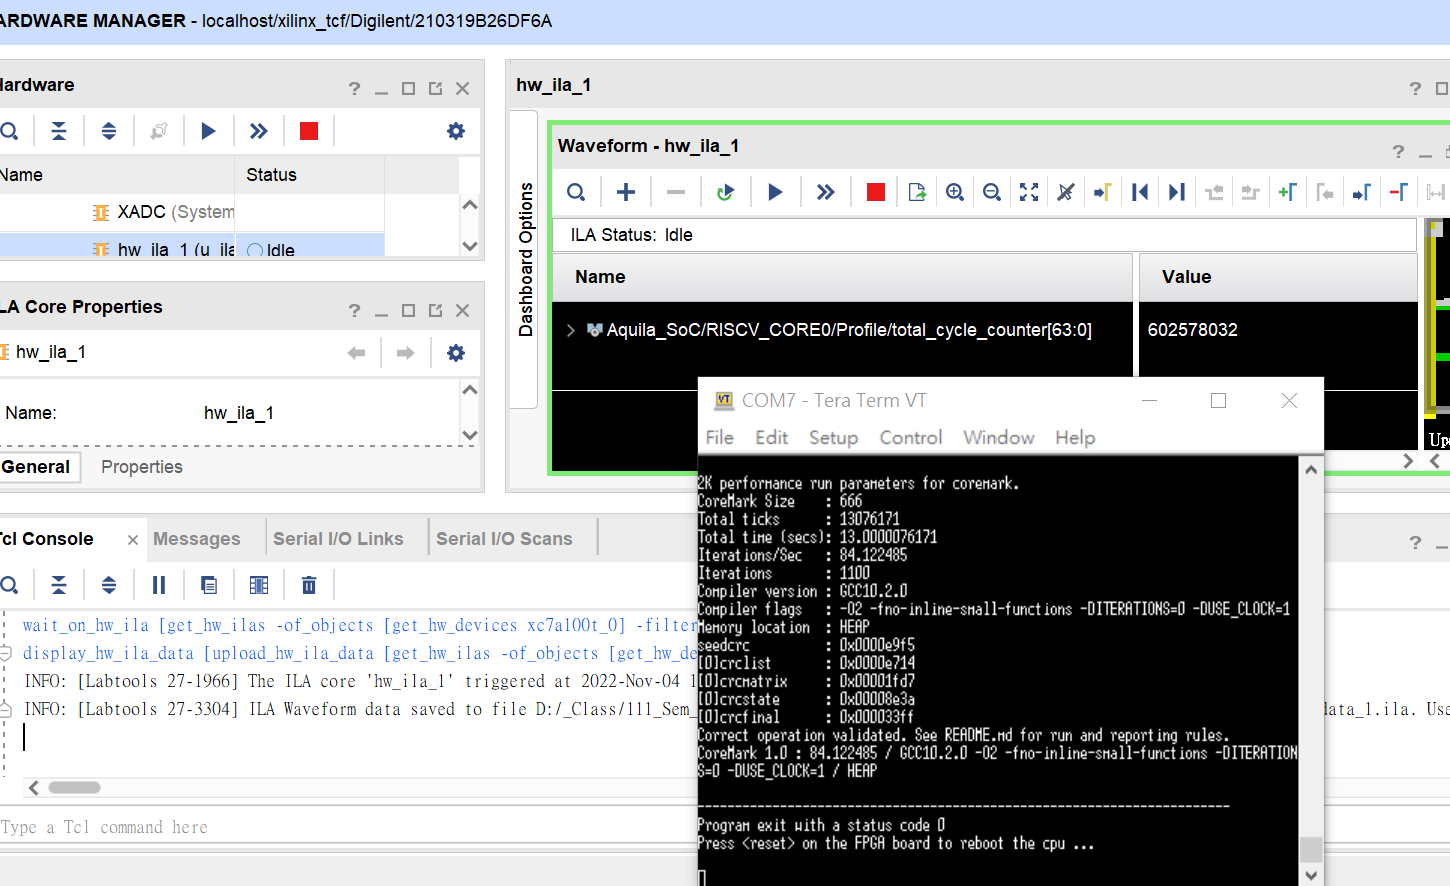 ARDWARE MANAGER - localhost/xilinx_tcf/Digilent/210319B26DF6A
Hardware
?
Name
Status
XADC (System
hw_ila_1 (u_ila
Idle
LA Core Properties
?
hw_ila_1
Name:
hw_ila_1
General
Properties
hw_ila_1
?
Dashboard Options
Waveform - hw_ila_1
?
ILA Status: Idle
Name
Value
Aquila_SoC/RISCV_CORE0/Profile/total_cycle_counter[63:0]
602578032
Up
Tcl Console
Messages
Serial I/O Links
Serial I/O Scans
?
wait_on_hw_ila [get_hw_ilas -of_objects [get_hw_devices xc7a100t_0] -filter
display_hw_ila_data [upload_hw_ila_data [get_hw_ilas -of_objects [get_hw_de
INFO: [Labtools 27-1966] The ILA core 'hw_ila_1' triggered at 2022-Nov-04 1
INFO: [Labtools 27-3304] ILA Waveform data saved to file D:/_Class/111_Sem_
data_1.ila. Use
Type a Tcl command here
VT
COM7 - Tera Term VT
File Edit Setup Control Window Help
2K performance run parameters for coremark.
CoreMark Size : 666
Total ticks : 13076171
Total time (secs): 13.0000076171
Iterations/Sec : 84.122485
Iterations : 1100
Compiler version : GCC10.2.0
Compiler flags : -O2 -fno-inline-small-functions -DITERATIONS=0 -DUSE_CLOCK=1
Memory location : HEAP
seedcrc : 0x0000e9f5
[0]crclist : 0x0000e714
[0]crcmatrix : 0x00001fd7
[0]crcstate : 0x00008e3a
[0]crcfinal : 0x000033ff
Correct operation validated. See README.md for run and reporting rules.
CoreMark 1.0 : 84.122485 / GCC10.2.0 -O2 -fno-inline-small-functions -DITERATION
S=0 -DUSE_CLOCK=1 / HEAP
--------------------------------------------------------------------------------
Program exit with a status code 0
Press <reset> on the FPGA board to reboot the cpu ...